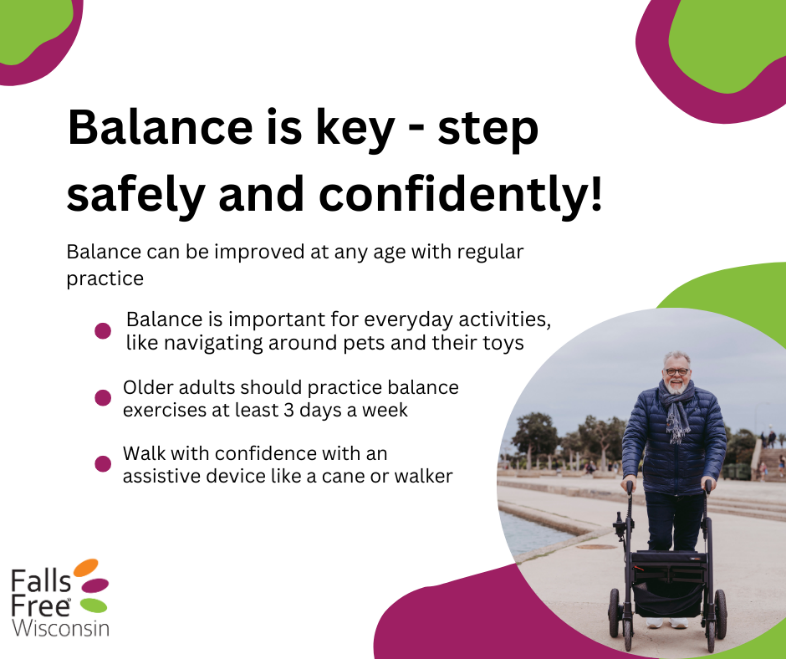 Balance is key - step
safely and confidently!
Balance can be improved at any age with regular
practice
Balance is important for everyday activities,
like navigating around pets and their toys
Older adults should practice balance
exercises at least 3 days a week
Walk with confidence with an
assistive device like a cane or walker
Falls
Free
Wisconsin